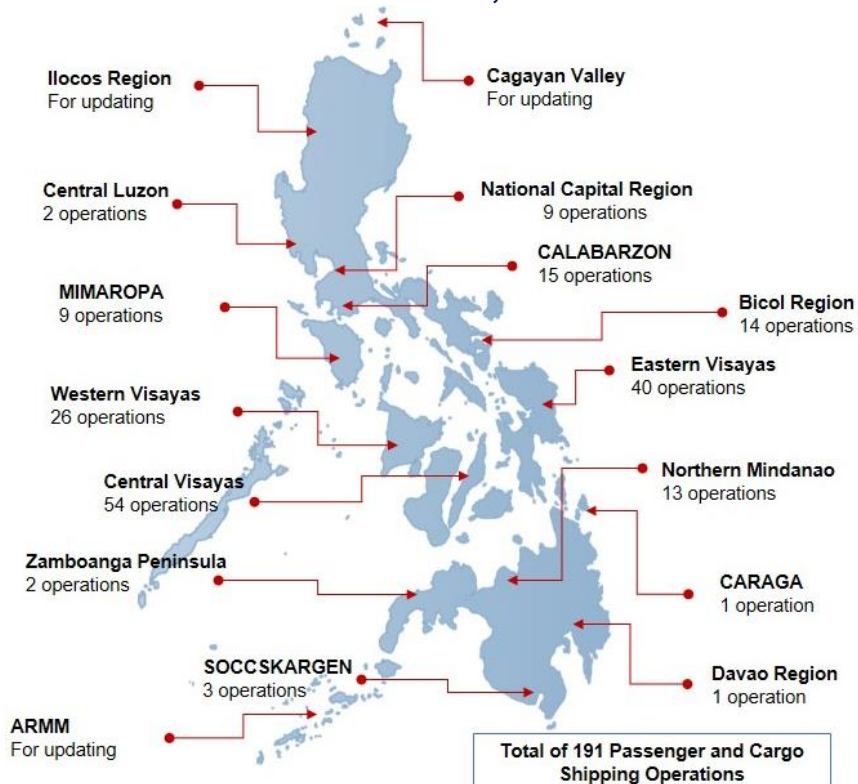 Ilocos Region
For updating
Cagayan Valley
For updating
Central Luzon
2 operations
National Capital Region
9 operations
CALABARZON
15 operations
MIMAROPA
9 operations
Bicol Region
14 operations
Eastern Visayas
40 operations
Western Visayas
26 operations
Central Visayas
54 operations
Northern Mindanao
13 operations
Zamboanga Peninsula
2 operations
CARAGA
1 operation
SOCCSKARGEN
3 operations
Davao Region
1 operation
ARMM
For updating
Total of 191 Passenger and Cargo
Shipping Operations